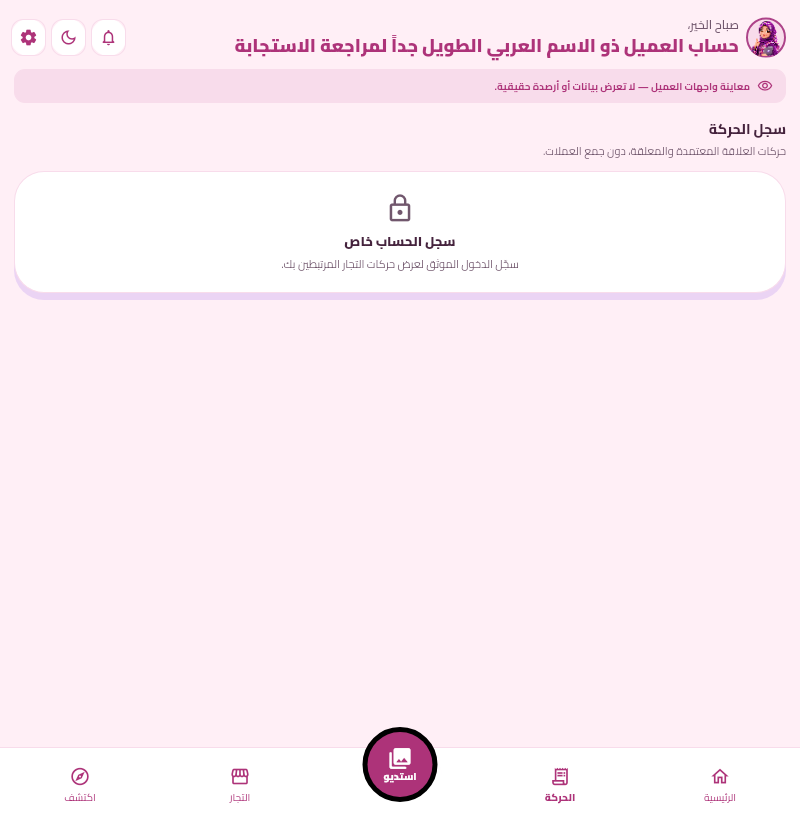 صباح الخير،
حساب العميل ذو الاسم العربي الطويل جداً لمراجعة الاستجابة
معاينة واجهات العميل — لا تعرض بيانات أو أرصدة حقيقية.
سجل الحركة
حركات العلاقة المعتمدة والمعلقة، دون جمع العملات.
سجل الحساب خاص
سجّل الدخول الموثق لعرض حركات التجار المرتبطين بك.
الرئيسية
الحركة
استديو
التجار
اكتشف